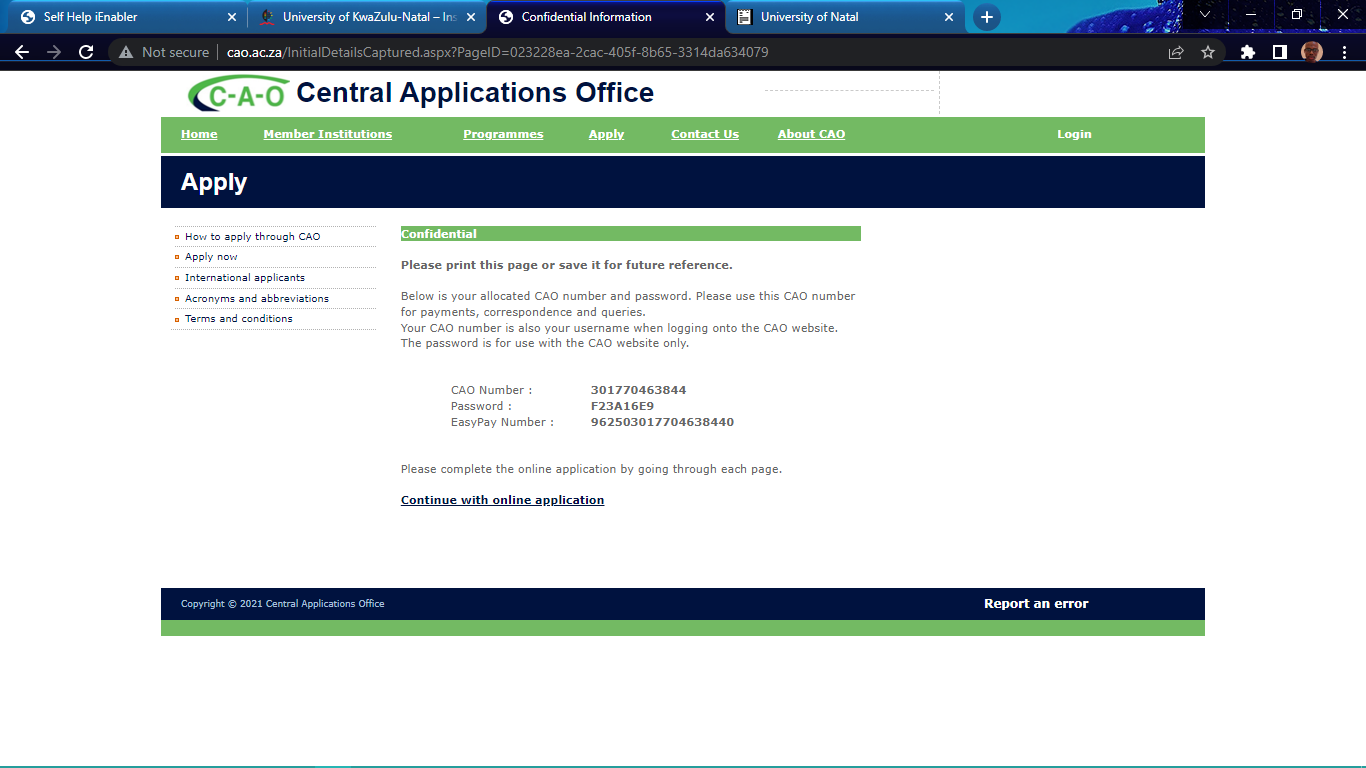 Self Help iEnabler
University of KwaZulu-Natal – Ins
Confidential Information
University of Natal
Not secure
cao.ac.za/InitialDetailsCaptured.aspx?PageID=023228ea-2cac-405f-8b65-3314da634079
C-A-O Central Applications Office
Home Member Institutions Programmes Apply Contact Us About CAO Login
Apply
How to apply through CAO
Apply now
International applicants
Acronyms and abbreviations
Terms and conditions
Confidential
Please print this page or save it for future reference.
Below is your allocated CAO number and password. Please use this CAO number
for payments, correspondence and queries.
Your CAO number is also your username when logging onto the CAO website.
The password is for use with the CAO website only.
CAO Number : 301770463844
Password : F23A16E9
EasyPay Number : 962503017704638440
Please complete the online application by going through each page.
Continue with online application
Copyright © 2021 Central Applications Office
Report an error